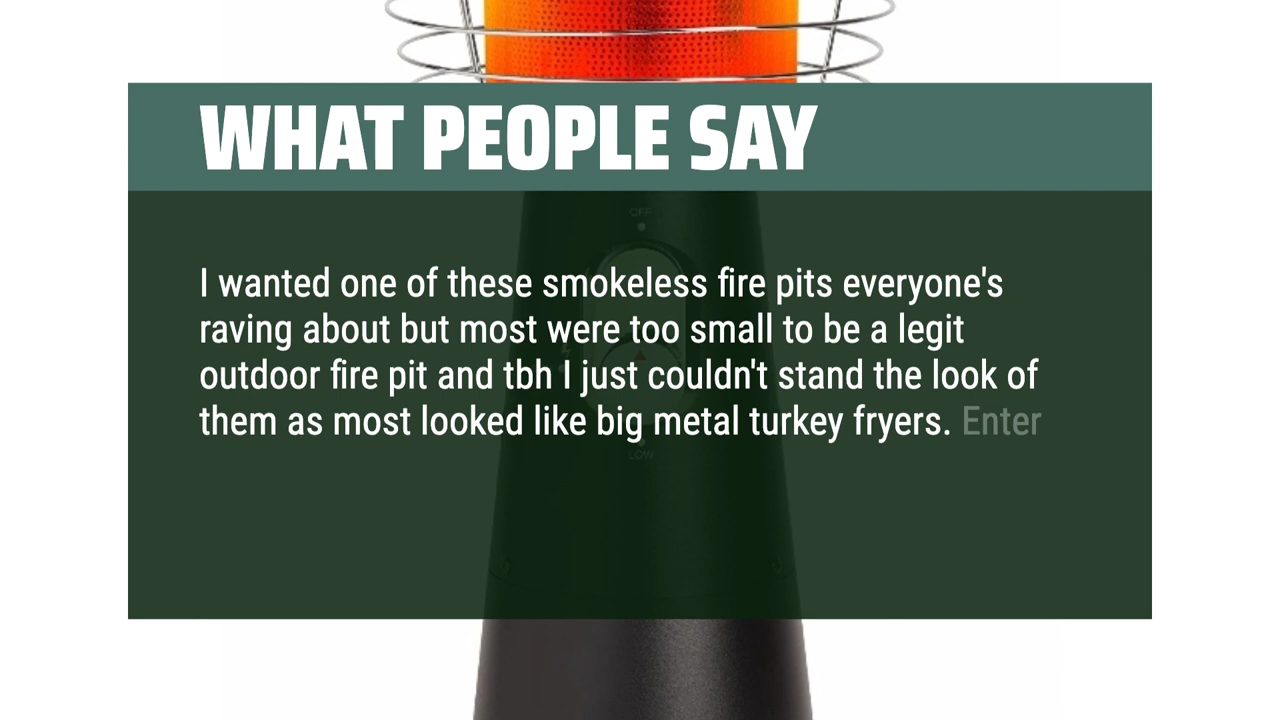 WHAT PEOPLE SAY
OFF
I wanted one of these smokeless fire pits everyone's
raving about but most were too small to be a legit
outdoor fire pit and tbh I just couldn't stand the look of
them as most looked like big metal turkey fryers. Enter
LOW